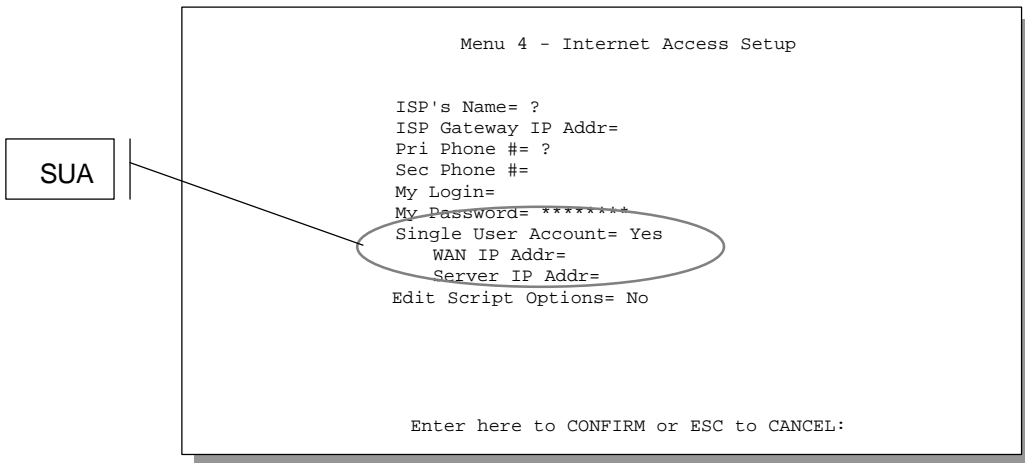 Menu 4 - Internet Access Setup
ISP's Name= ?
ISP Gateway IP Addr=
Pri Phone #= ?
Sec Phone #=
My Login=
My Password= ********
Single User Account= Yes
WAN IP Addr=
Server IP Addr=
Edit Script Options= No
Enter here to CONFIRM or ESC to CANCEL:
SUA